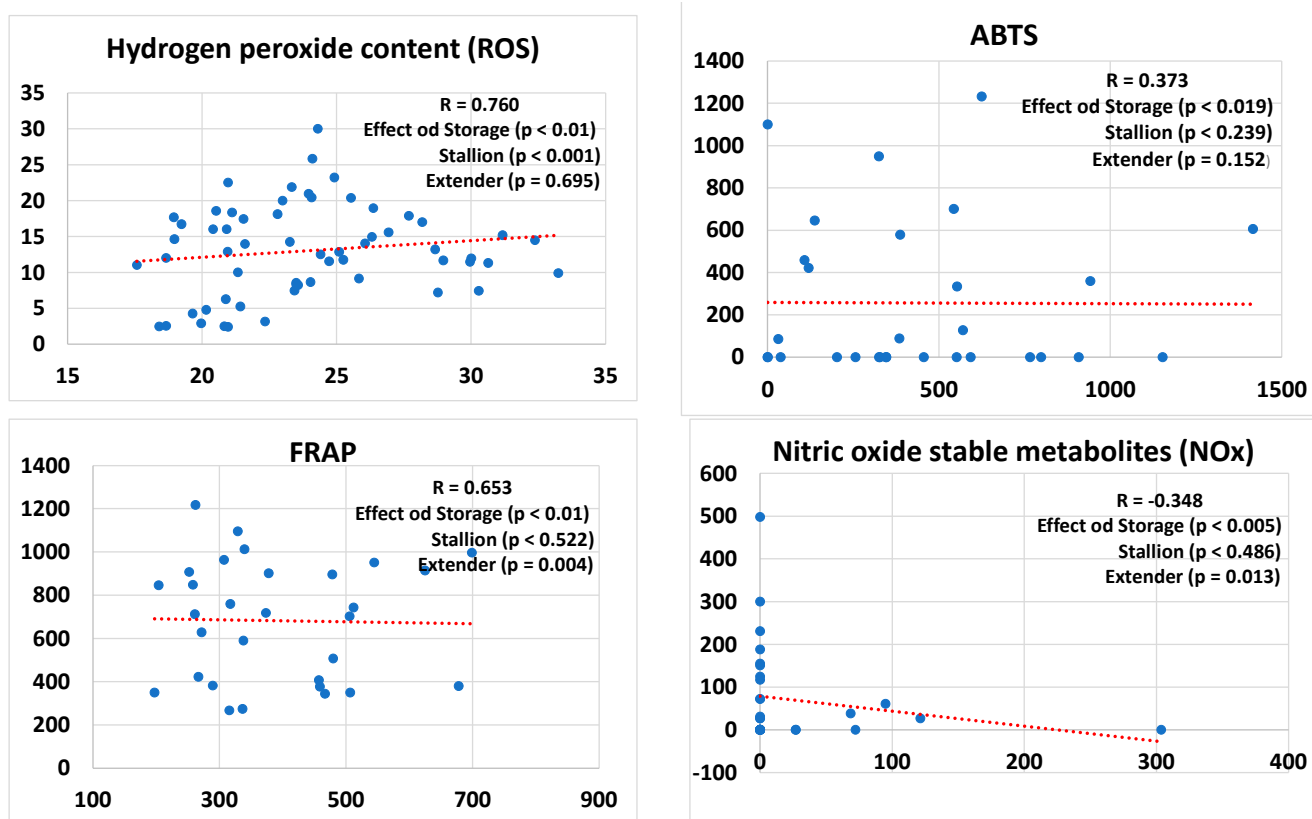 Hydrogen peroxide content (ROS)
R = 0.760
Effect od Storage (p < 0.01)
Stallion (p < 0.001)
Extender (p = 0.695)
35
30
25
20
15
10
5
0
15 20 25 30 35
ABTS
R = 0.373
Effect od Storage (p < 0.019)
Stallion (p < 0.239)
Extender (p = 0.152)
1400
1200
1000
800
600
400
200
0
0 500 1000 1500
FRAP
R = 0.653
Effect od Storage (p < 0.01)
Stallion (p < 0.522)
Extender (p = 0.004)
1400
1200
1000
800
600
400
200
0
100 300 500 700 900
Nitric oxide stable metabolites (NOx)
R = -0.348
Effect od Storage (p < 0.005)
Stallion (p < 0.486)
Extender (p = 0.013)
600
500
400
300
200
100
0
-100
0 100 200 300 400